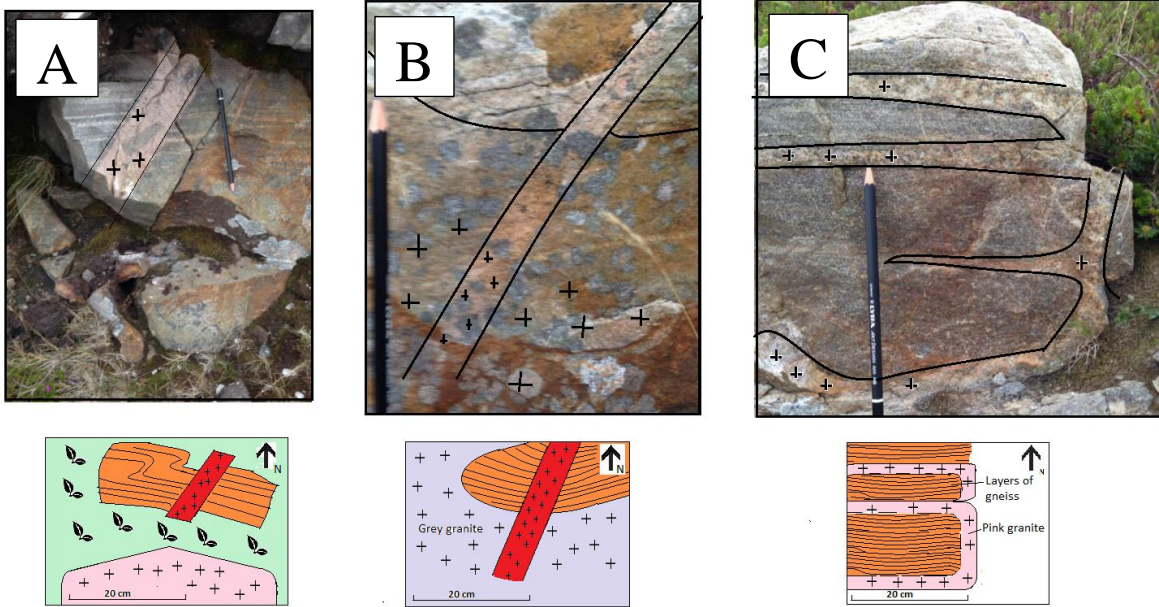 A
B
C
N
20 cm
N
Grey granite
20 cm
N
Layers of
gneiss
Pink granite
20 cm